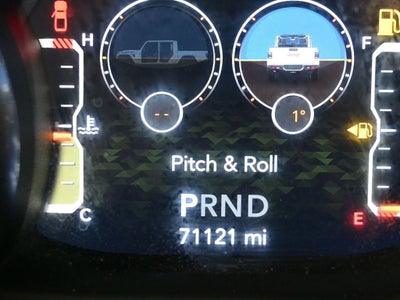 H
F
--
1°
Pitch & Roll
C
PRND
E
71121 mi